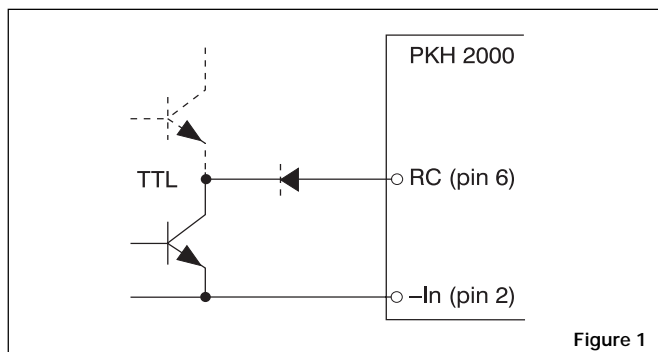 PKH 2000
TTL
RC (pin 6)
–In (pin 2)
Figure 1